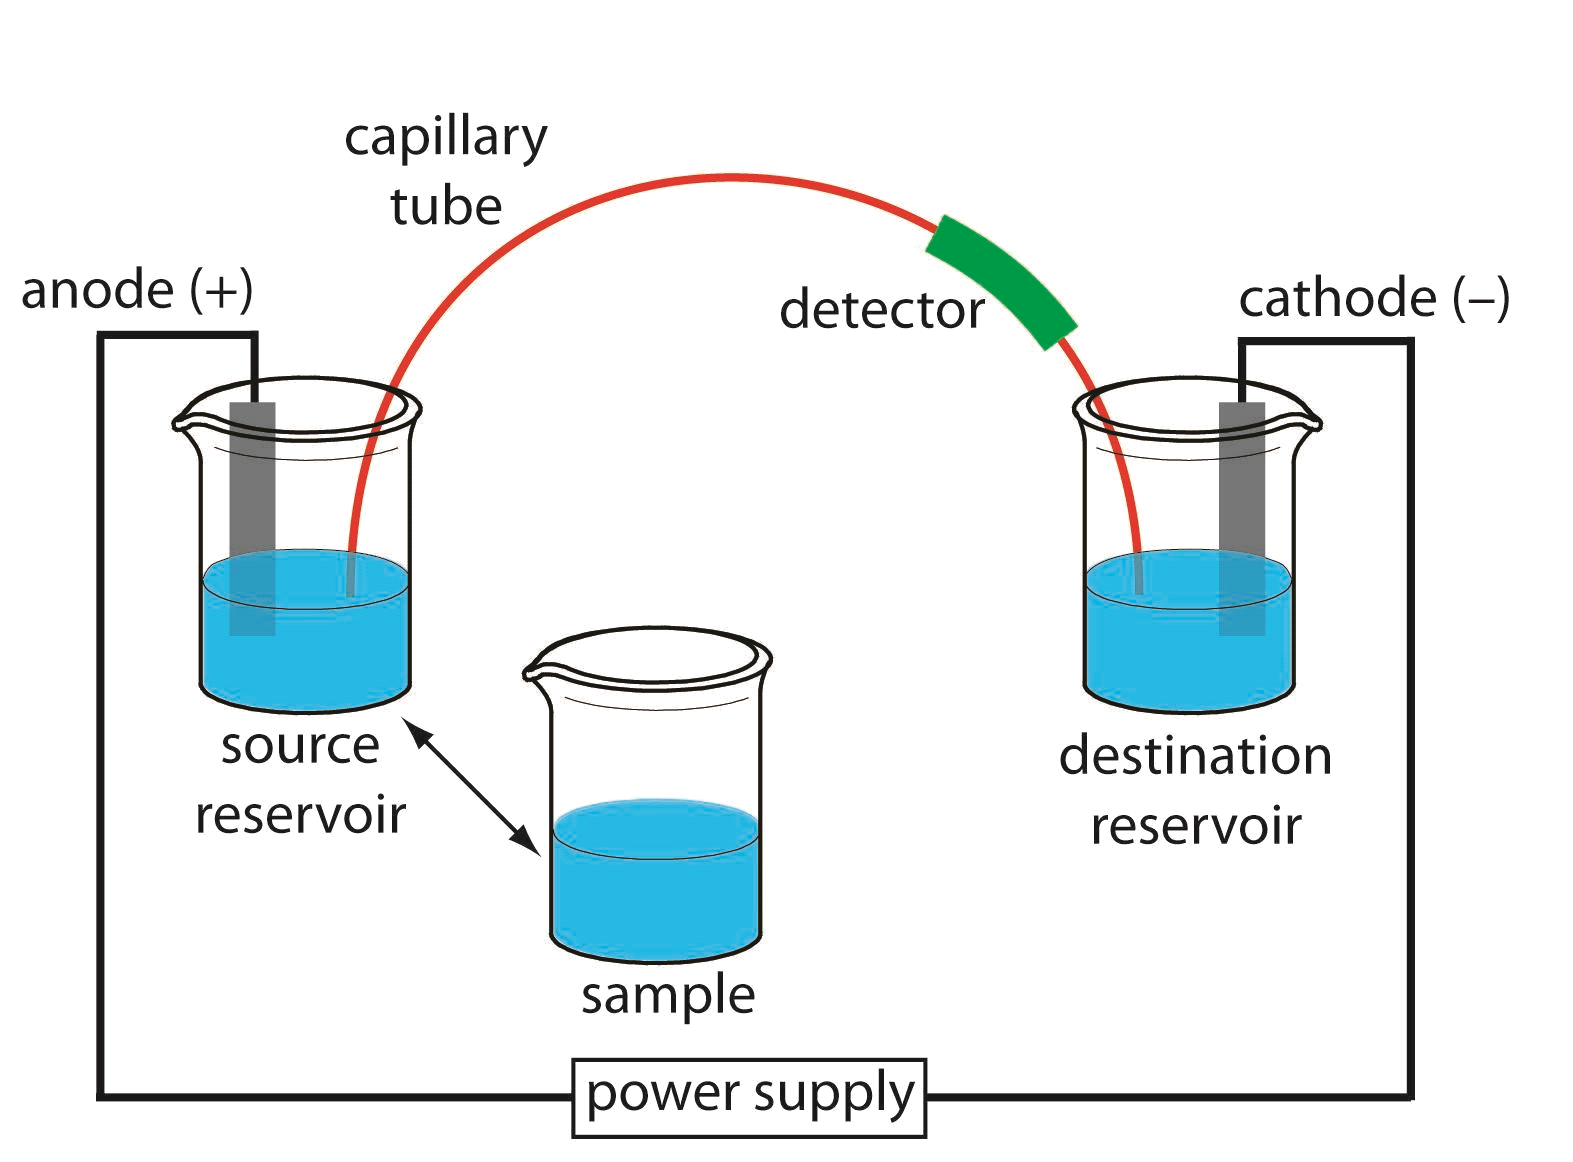 capillary
tube
anode (+)
detector
cathode (–)
source
reservoir
destination
reservoir
sample
power supply